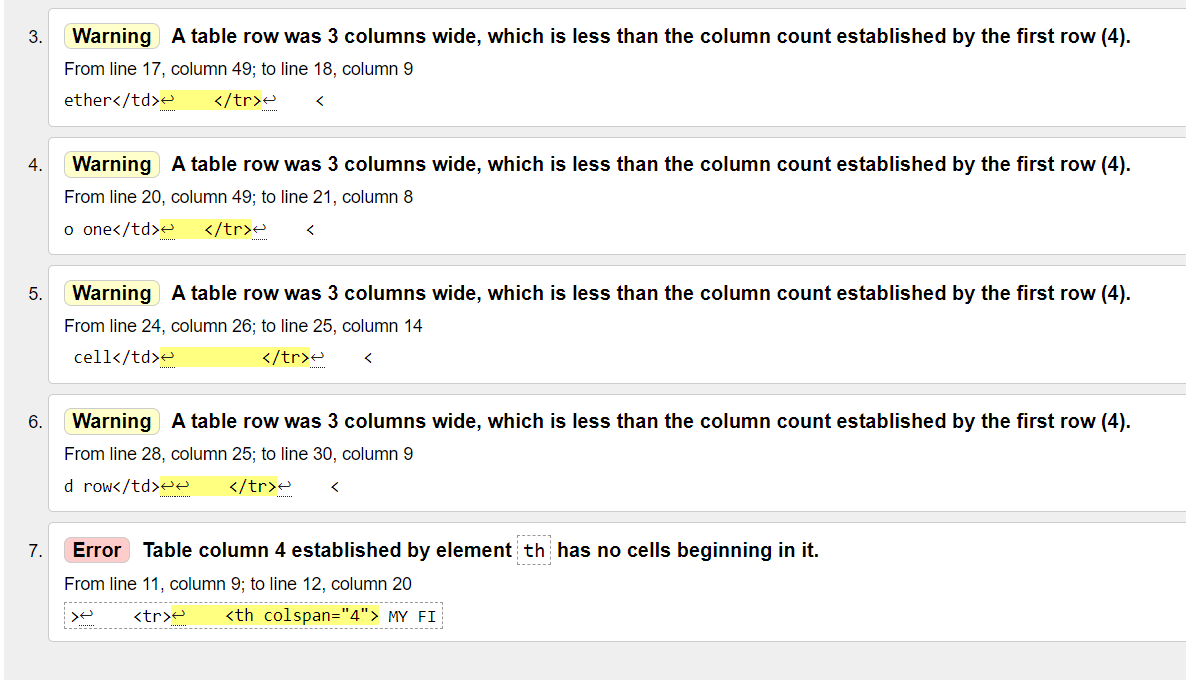 3. Warning A table row was 3 columns wide, which is less than the column count established by the first row (4).
From line 17, column 49; to line 18, column 9
ether</td>↩    </tr>↩    <
4. Warning A table row was 3 columns wide, which is less than the column count established by the first row (4).
From line 20, column 49; to line 21, column 8
o one</td>↩   </tr>↩    <
5. Warning A table row was 3 columns wide, which is less than the column count established by the first row (4).
From line 24, column 26; to line 25, column 14
cell</td>↩         </tr>↩    <
6. Warning A table row was 3 columns wide, which is less than the column count established by the first row (4).
From line 28, column 25; to line 30, column 9
d row</td>↩↩    </tr>↩    <
7. Error Table column 4 established by element th has no cells beginning in it.
From line 11, column 9; to line 12, column 20
>↩    <tr>↩    <th colspan="4"> MY FI